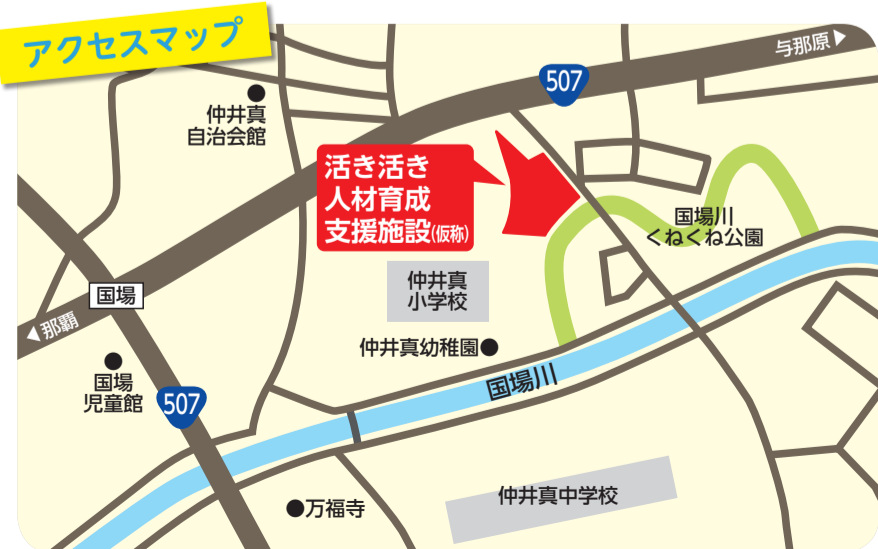 アクセスマップ
与那原
507
仲井真
自治会館
活き活き
人材育成
支援施設(仮称)
国場川
くねくね公園
仲井真
小学校
国場
那覇
仲井真幼稚園
国場
児童館
507
国場川
仲井真中学校
万福寺